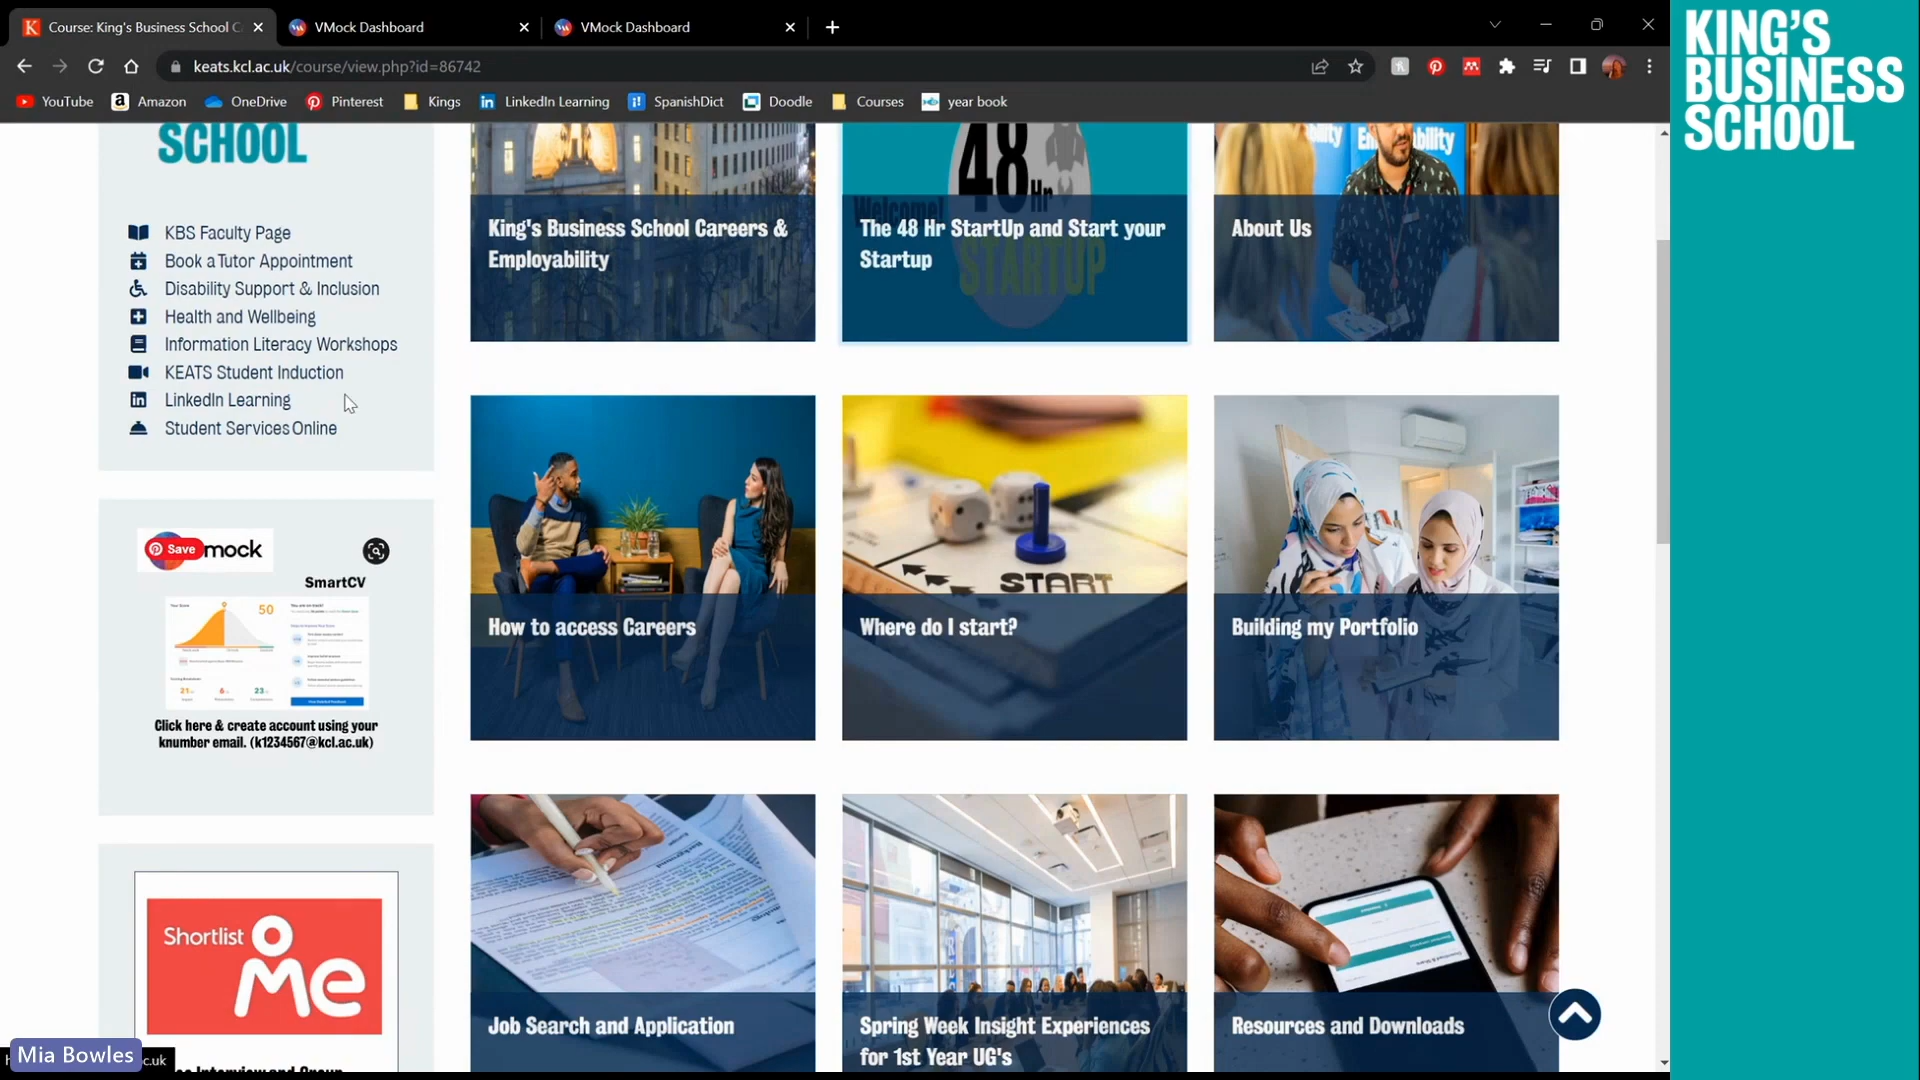 Course: King's Business School C
VMock Dashboard
VMock Dashboard
keats.kcl.ac.uk/course/view.php?id=86742
YouTube
Amazon
OneDrive
Pinterest
Kings
LinkedIn Learning
SpanishDict
Doodle
Courses
year book
KING'S
BUSINESS
SCHOOL
SCHOOL
KBS Faculty Page
Book a Tutor Appointment
Disability Support & Inclusion
Health and Wellbeing
Information Literacy Workshops
KEATS Student Induction
LinkedIn Learning
Student Services Online
King's Business School Careers &
Employability
48Hr
STARTUP
The 48 Hr StartUp and Start your
Startup
About Us
Save
mock
SmartCV
50
21
6
23
Click here & create account using your
knumber email. (k1234567@kcl.ac.uk)
How to access Careers
START
Where do I start?
Building my Portfolio
Shortlist
Me
Job Search and Application
Spring Week Insight Experiences
for 1st Year UG's
Resources and Downloads
Mia Bowles
c.uk